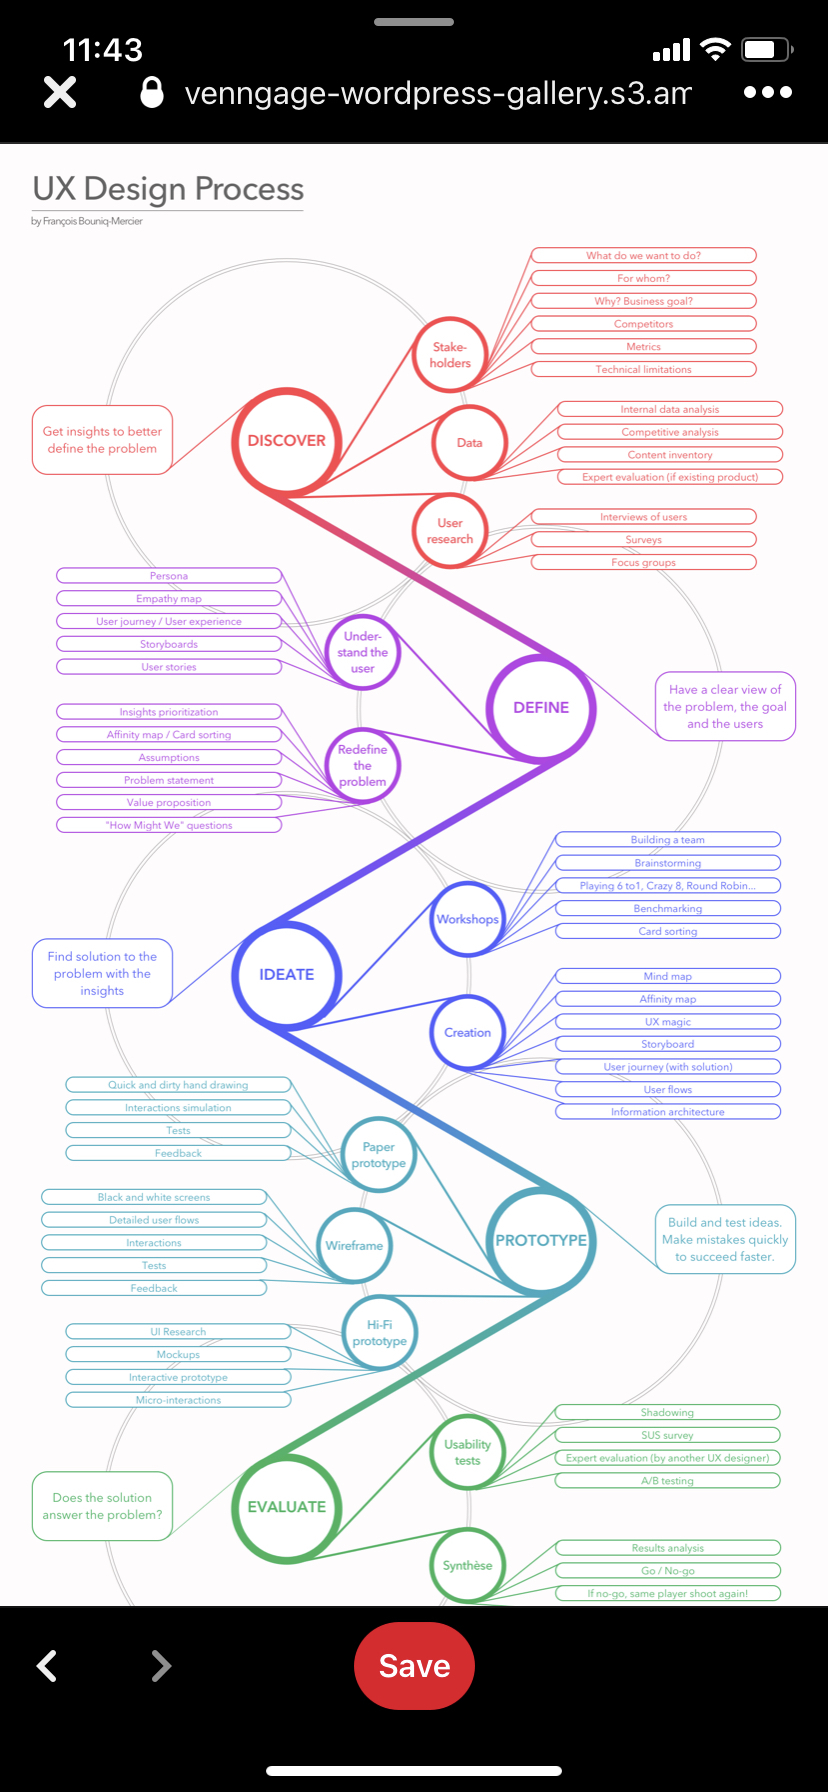 11:43
venngage-wordpress-gallery.s3.am
UX Design Process
by François Bouniq-Mercier
What do we want to do?
For whom?
Why? Business goal?
Competitors
Metrics
Technical limitations
Stake-
holders
DISCOVER
Get insights to better
define the problem
Data
Internal data analysis
Competitive analysis
Content inventory
Expert evaluation (if existing product)
User
research
Interviews of users
Surveys
Focus groups
Persona
Empathy map
User journey / User experience
Storyboards
User stories
Under-
stand the
user
DEFINE
Have a clear view of
the problem, the goal
and the users
Insights prioritization
Affinity map / Card sorting
Assumptions
Problem statement
Value proposition
"How Might We" questions
Redefine
the
problem
Building a team
Brainstorming
Playing 6 to1, Crazy 8, Round Robin...
Benchmarking
Card sorting
Workshops
IDEATE
Find solution to the
problem with the
insights
Creation
Mind map
Affinity map
UX magic
Storyboard
User journey (with solution)
User flows
Information architecture
Quick and dirty hand drawing
Interactions simulation
Tests
Feedback
Paper
prototype
Black and white screens
Detailed user flows
Interactions
Tests
Feedback
Wireframe
PROTOTYPE
Build and test ideas.
Make mistakes quickly
to succeed faster.
UI Research
Mockups
Interactive prototype
Micro-interactions
Hi-Fi
prototype
Shadowing
SUS survey
Expert evaluation (by another UX designer)
A/B testing
Usability
tests
EVALUATE
Does the solution
answer the problem?
Synthèse
Results analysis
Go / No-go
If no-go, same player shoot again!
Save